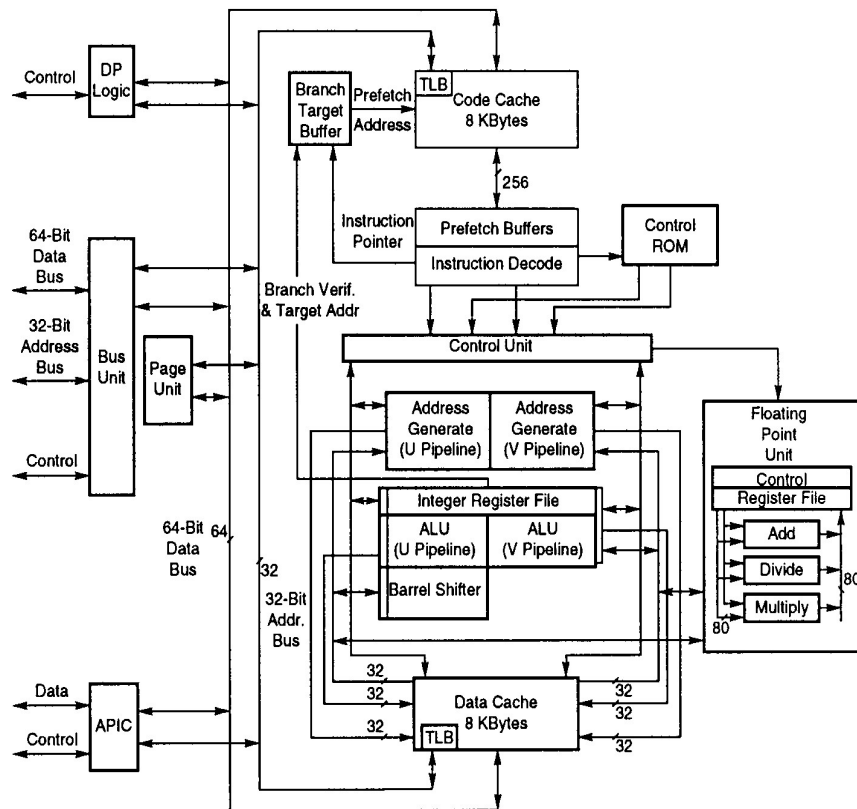 DP
Logic
Control
Branch
Target
Buffer
Prefetch
Address
TLB
Code Cache
8 KBytes
256
Instruction
Pointer
Prefetch Buffers
Instruction Decode
Control
ROM
64-Bit
Data
Bus
32-Bit
Address
Bus
Control
Bus
Unit
Page
Unit
Branch Verif.
& Target Addr
Control Unit
Address
Generate
(U Pipeline)
Address
Generate
(V Pipeline)
Floating
Point
Unit
Control
Register File
Add
Divide
Multiply
80
80
Integer Register File
ALU
(U Pipeline)
ALU
(V Pipeline)
Barrel Shifter
64-Bit
Data
Bus
64
32
32-Bit
Addr.
Bus
32
32
32
32
32
32
Data Cache
8 KBytes
TLB
Data
Control
APIC